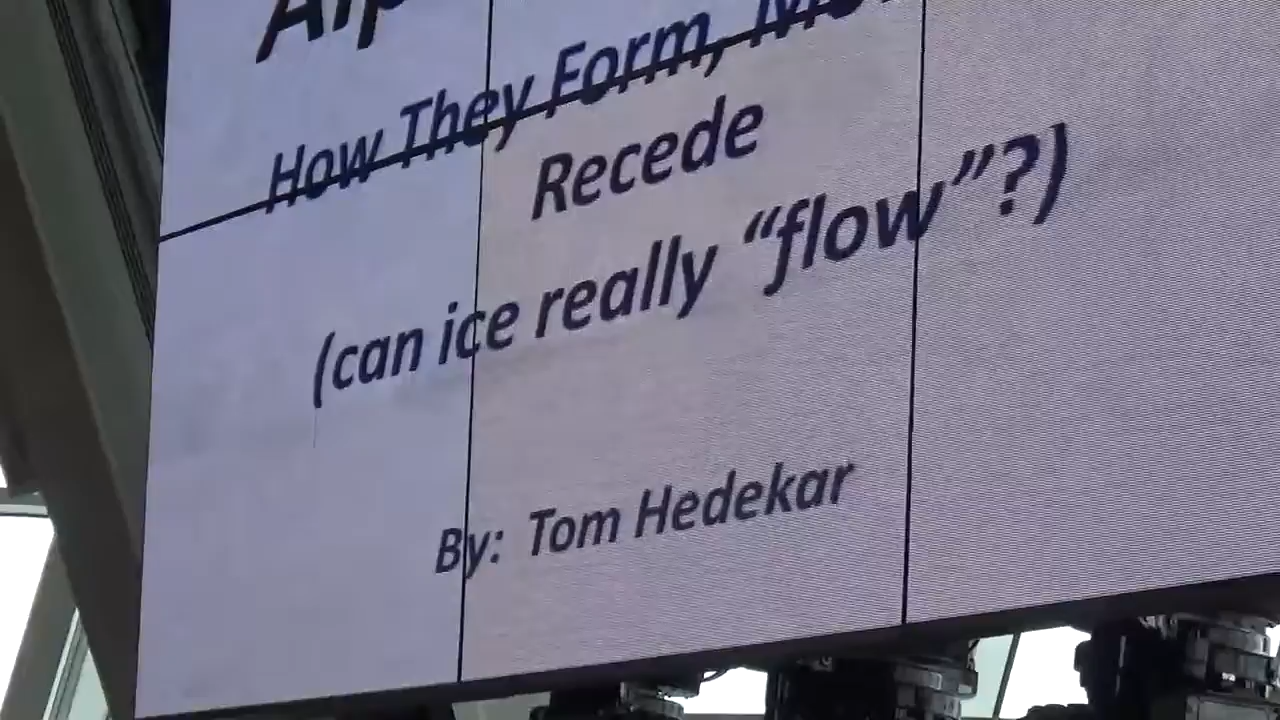 How They Form,
Recede
(can ice really “flow”?)
By: Tom Hedekar